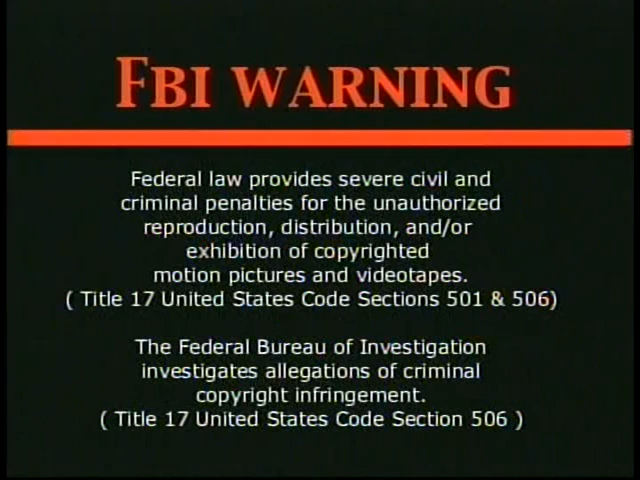 FBI WARNING
Federal law provides severe civil and
criminal penalties for the unauthorized
reproduction, distribution, and/or
exhibition of copyrighted
motion pictures and videotapes.
( Title 17 United States Code Sections 501 & 506)
The Federal Bureau of Investigation
investigates allegations of criminal
copyright infringement.
( Title 17 United States Code Section 506 )